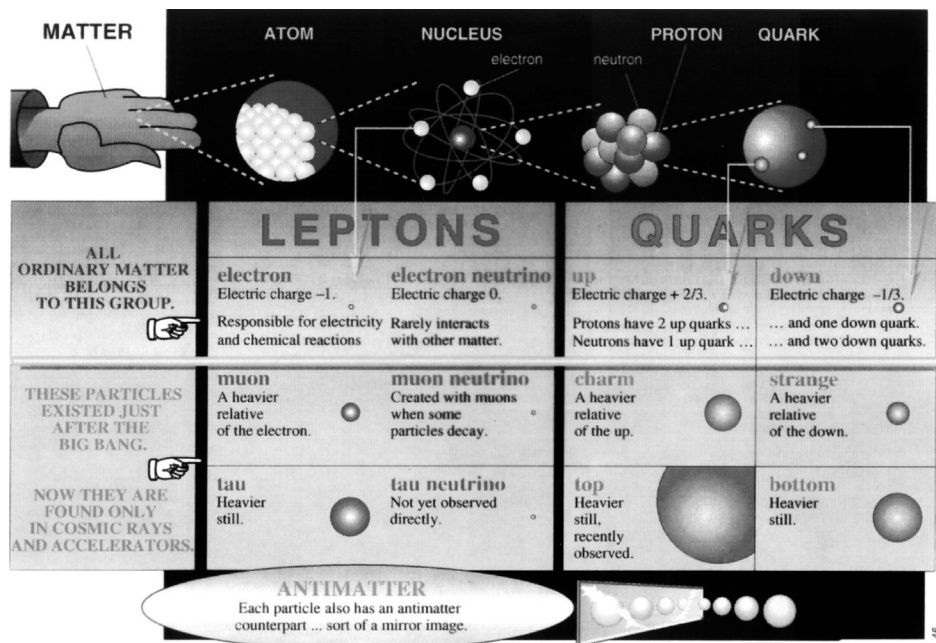 MATTER
ATOM
NUCLEUS
PROTON
QUARK
electron
neutron
ALL
ORDINARY MATTER
BELONGS
TO THIS GROUP.
LEPTONS
electron
Electric charge –1.
Responsible for electricity
and chemical reactions
electron neutrino
Electric charge 0.
Rarely interacts
with other matter.
QUARKS
up
Electric charge + 2/3.
Protons have 2 up quarks ...
Neutrons have 1 up quark ...
down
Electric charge –1/3.
... and one down quark.
... and two down quarks.
THESE PARTICLES
EXISTED JUST
AFTER THE
BIG BANG.
NOW THEY ARE
FOUND ONLY
IN COSMIC RAYS
AND ACCELERATORS.
muon
A heavier
relative
of the electron.
muon neutrino
Created with muons
when some
particles decay.
charm
A heavier
relative
of the up.
strange
A heavier
relative
of the down.
tau
Heavier
still.
tau neutrino
Not yet observed
directly.
top
Heavier
still,
recently
observed.
bottom
Heavier
still.
ANTIMATTER
Each particle also has an antimatter
counterpart ... sort of a mirror image.